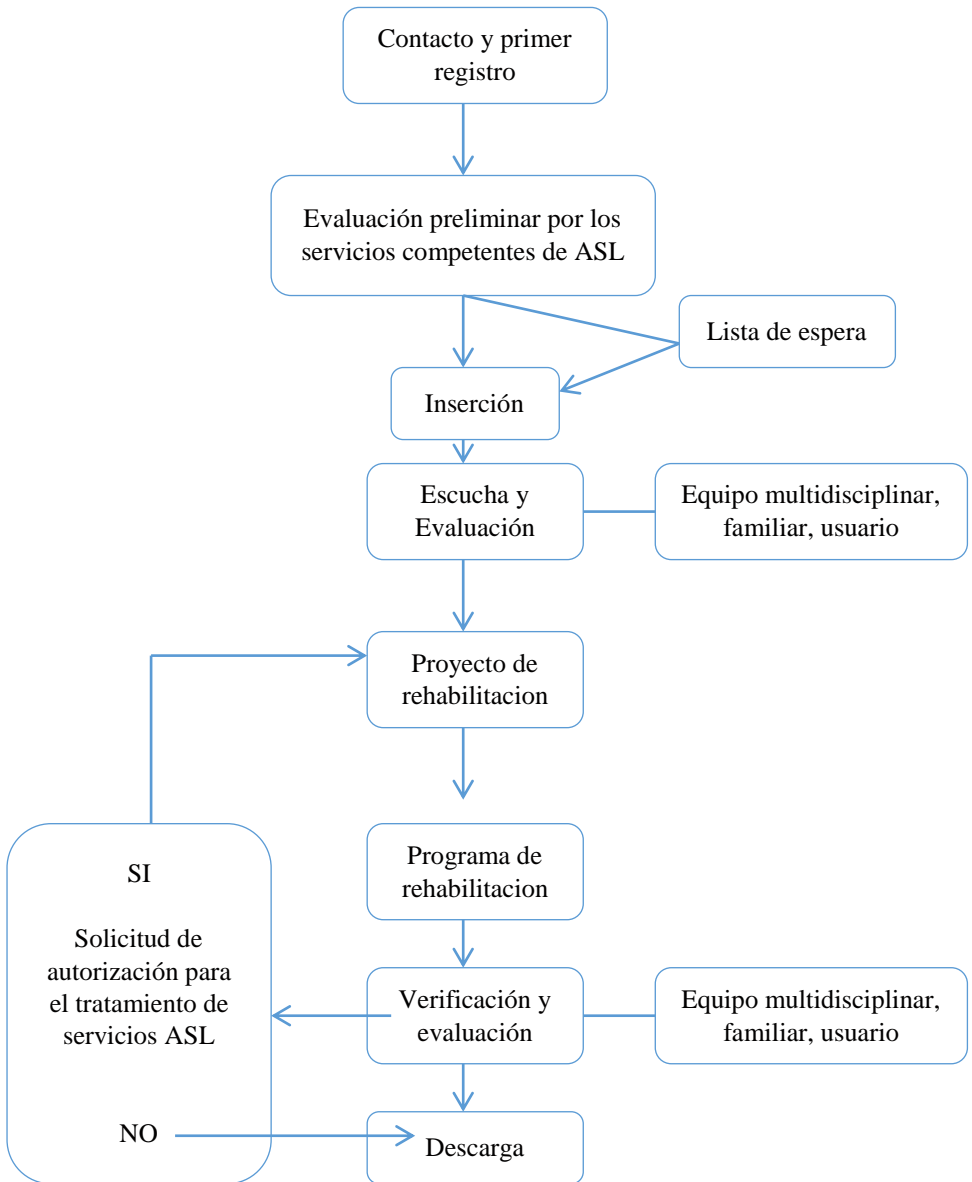 Contacto y primer
registro
Evaluación preliminar por los
servicios competentes de ASL
Lista de espera
Inserción
Escucha y
Evaluación
Equipo multidisciplinar,
familiar, usuario
Proyecto de
rehabilitacion
Programa de
rehabilitacion
SI
Solicitud de
autorización para
el tratamiento de
servicios ASL
Verificación y
evaluación
Equipo multidisciplinar,
familiar, usuario
NO
Descarga